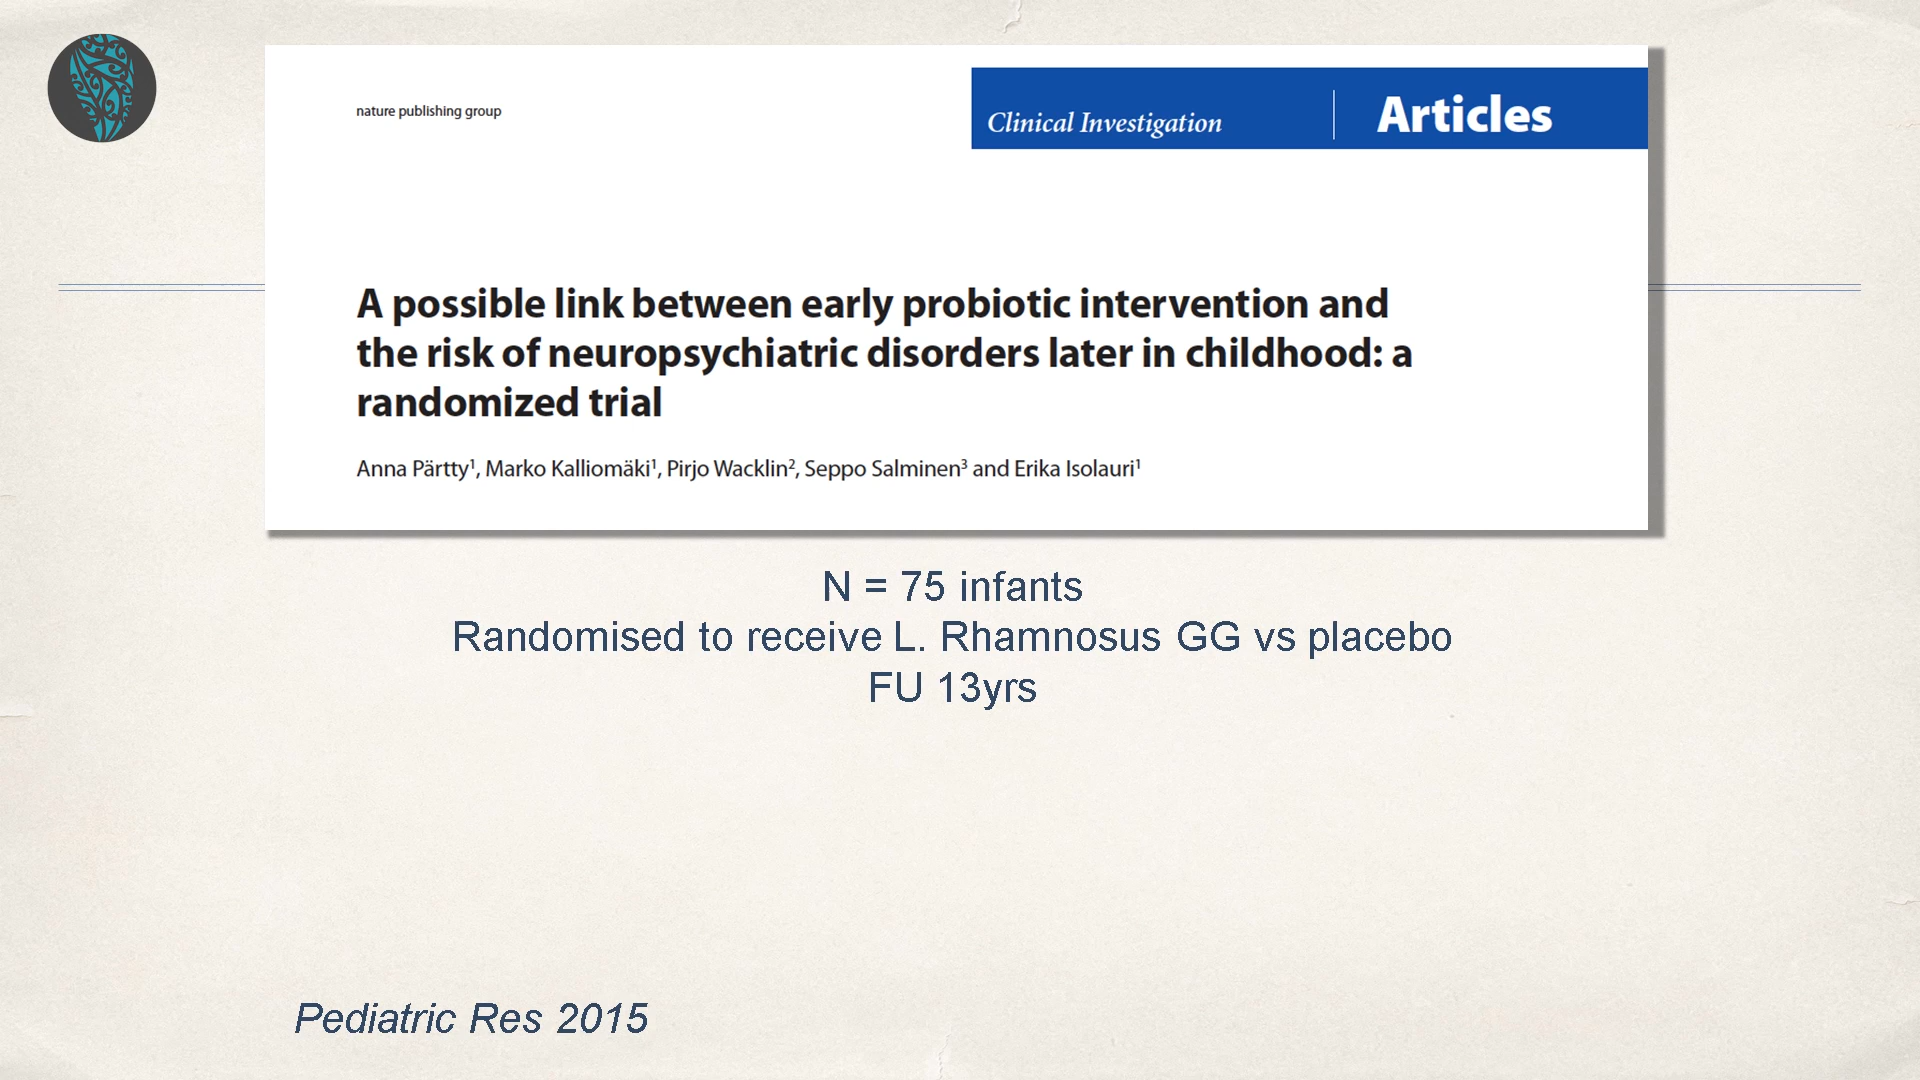 nature publishing group
Clinical Investigation
Articles
A possible link between early probiotic intervention and
the risk of neuropsychiatric disorders later in childhood: a
randomized trial
Anna Pärtty¹, Marko Kalliomäki¹, Pirjo Wacklin², Seppo Salminen³ and Erika Isolauri¹
N = 75 infants
Randomised to receive L. Rhamnosus GG vs placebo
FU 13yrs
Pediatric Res 2015